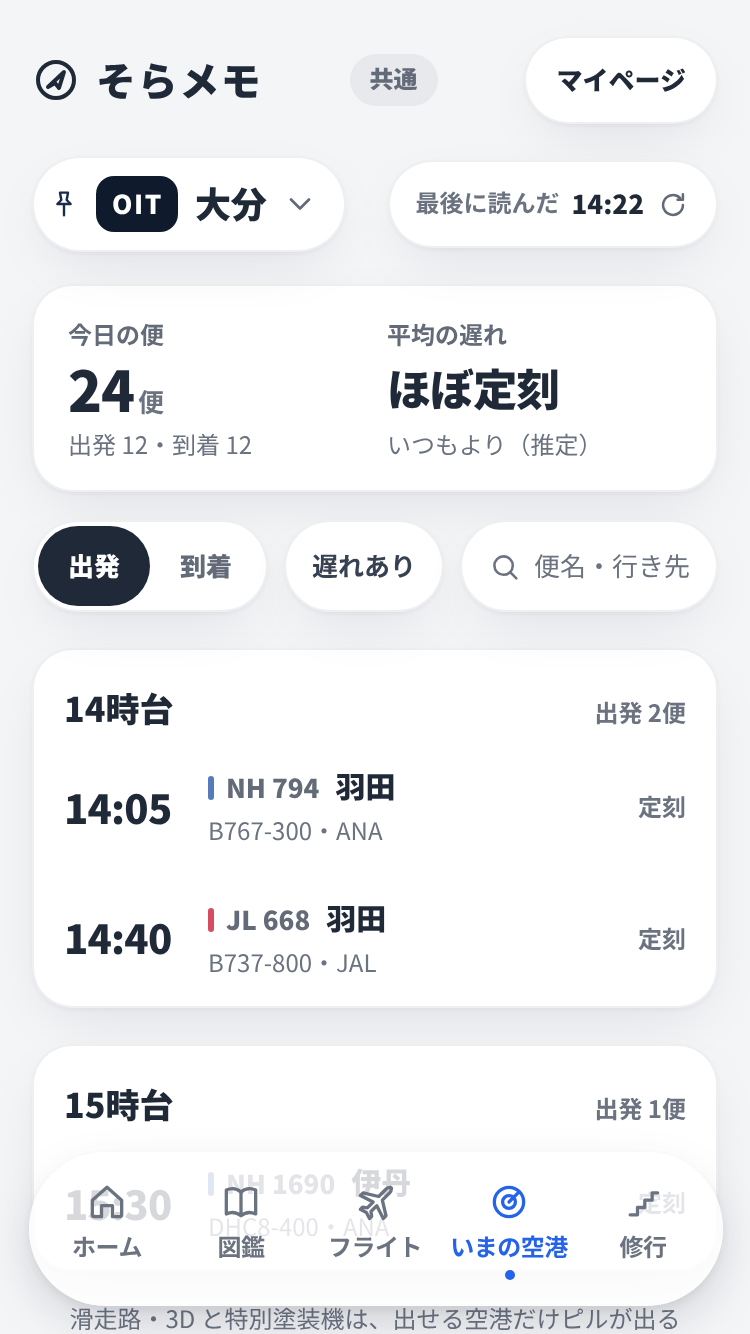 そらメモ 共通 マイページ
OIT 大分 最後に読んだ 14:22
今日の便 平均の遅れ
24便 ほぼ定刻
出発 12・到着 12 いつもより（推定）
出発 到着 遅れあり 便名・行き先
14時台 出発 2便
14:05 NH 794 羽田 定刻
B767-300・ANA
14:40 JL 668 羽田 定刻
B737-800・JAL
15時台 出発 1便
15:30 NH 1690 伊丹 定刻
DHC8-400・ANA
ホーム 図鑑 フライト いまの空港 修行
滑走路・3D と特別塗装機は、出せる空港だけピルが出る